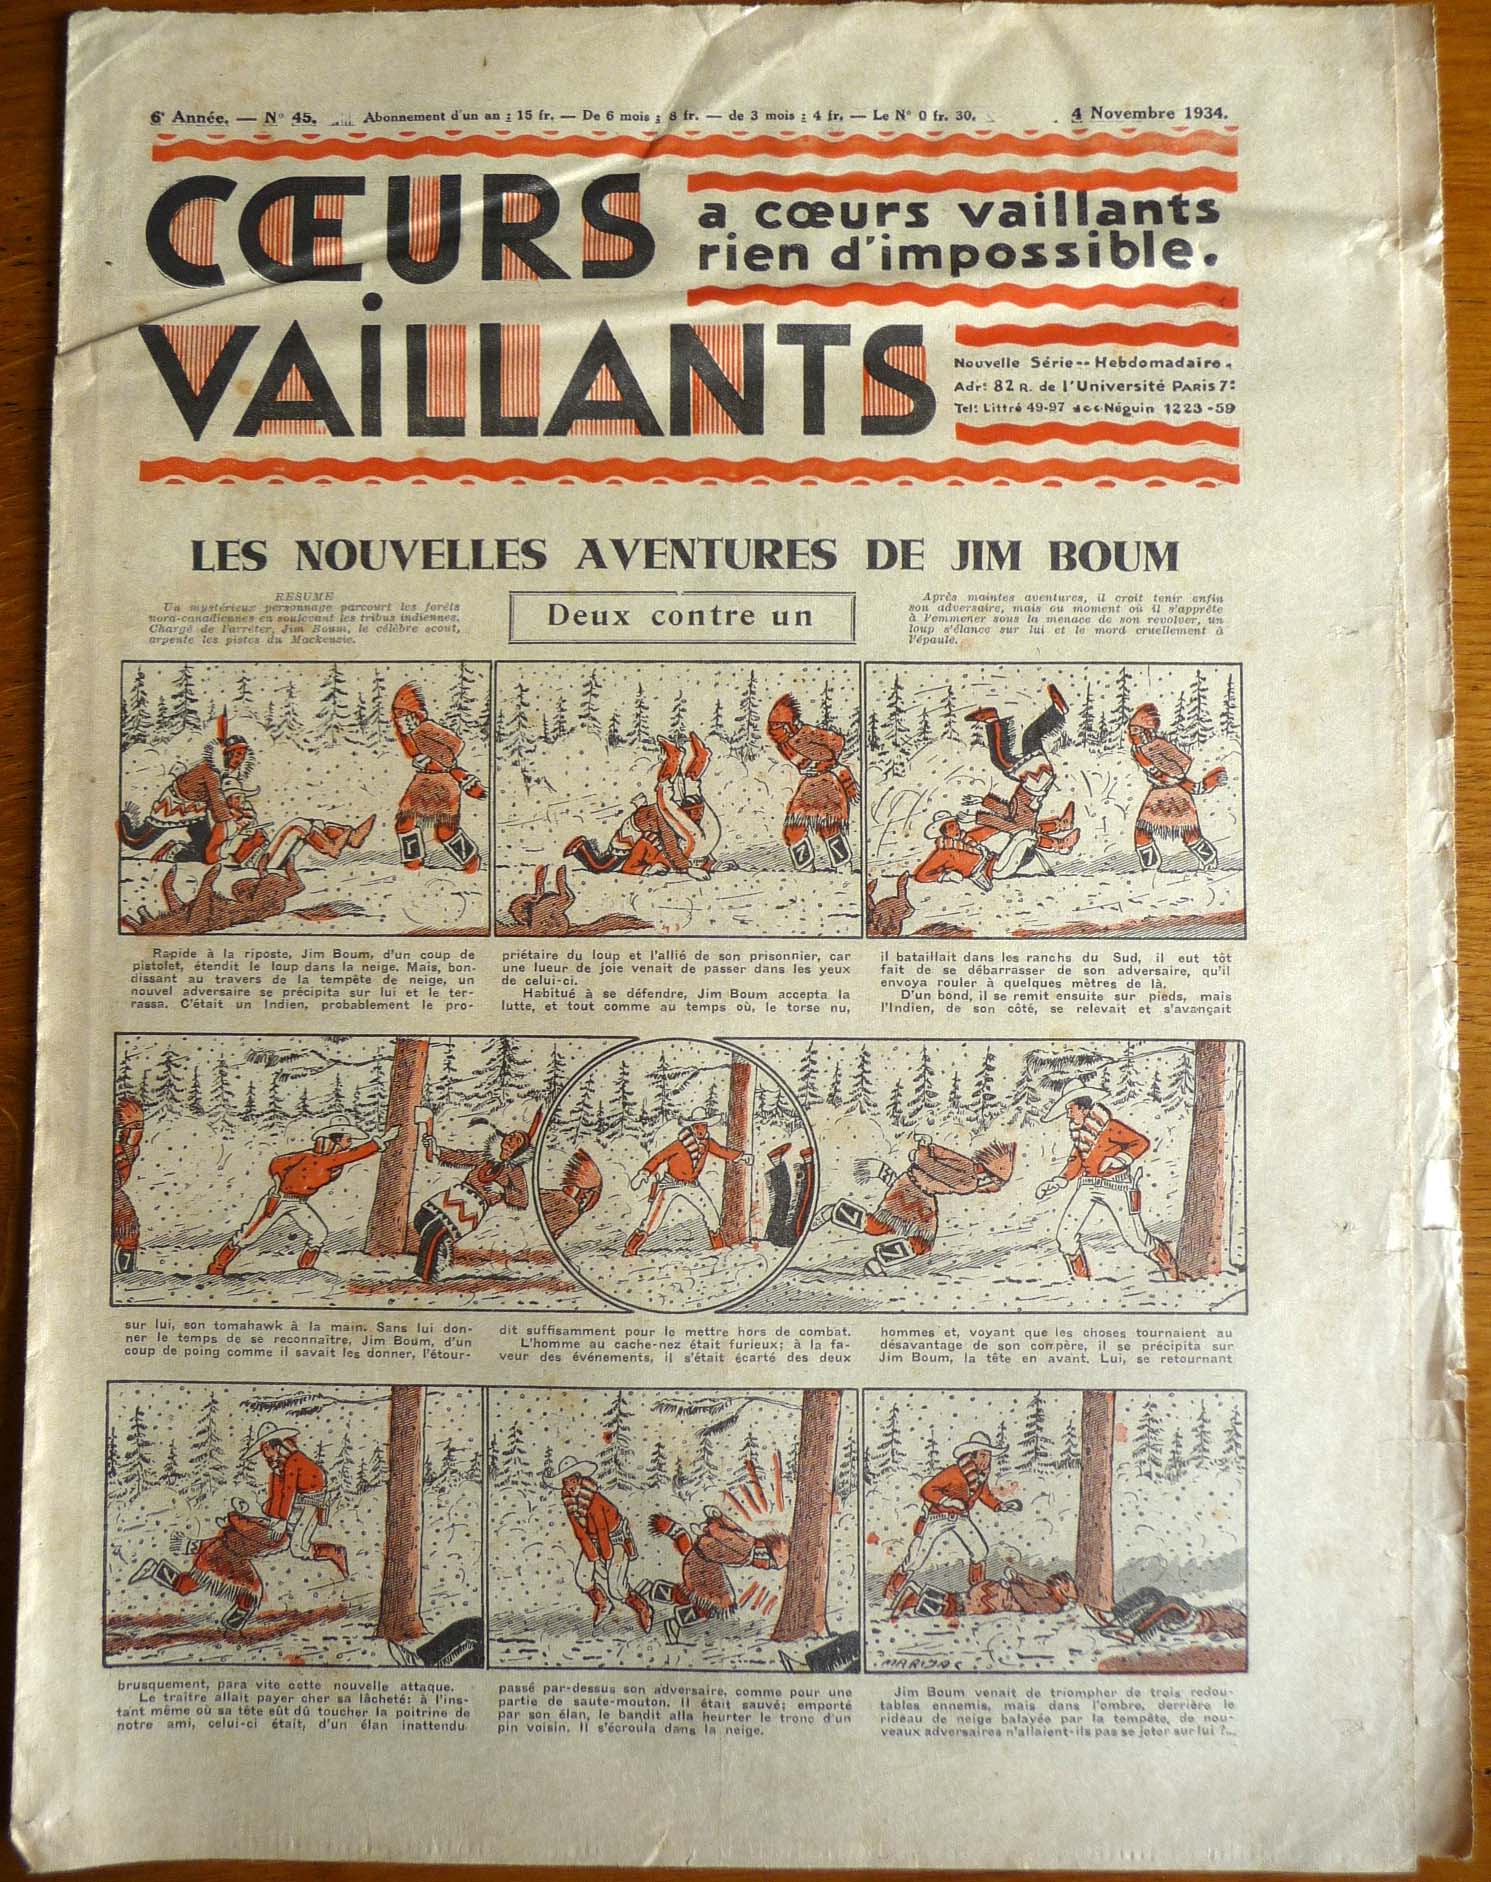 6e Année. — N° 45. Abonnement d'un an : 15 fr. — De 6 mois : 8 fr. — de 3 mois : 4 fr. — Le N° 0 fr. 30. 4 Novembre 1934.
CŒURS
VAiLLANTS
a cœurs vaillants
rien d'impossible.
Nouvelle Série -- Hebdomadaire.
Adr: 82 R. de l'Université PARIS 7e
Tel: Littré 49-97 Néguin 1223-59
LES NOUVELLES AVENTURES DE JIM BOUM
RESUME
Un mystérieux personnage parcourt les forêts
nord-canadiennes en soulevant les tribus indiennes.
Chargé de l'arrêter, Jim Boum, le célèbre scout,
arpente les pistes du Mackenzie.
Deux contre un
Après maintes aventures, il croit tenir enfin
son adversaire, mais au moment où il s'apprête
à l'emmener sous la menace de son revolver, un
loup s'élance sur lui et le mord cruellement à
l'épaule.
Rapide à la riposte, Jim Boum, d'un coup de
pistolet, étendit le loup dans la neige. Mais, bon-
dissant au travers de la tempête de neige, un
nouvel adversaire se précipita sur lui et le ter-
rassa. C'était un Indien, probablement le pro-
priétaire du loup et l'allié de son prisonnier, car
une lueur de joie venait de passer dans les yeux
de celui-ci.
Habitué à se défendre, Jim Boum accepta la
lutte, et tout comme au temps où, le torse nu,
il bataillait dans les ranchs du Sud, il eut tôt
fait de se débarrasser de son adversaire, qu'il
envoya rouler à quelques mètres de là.
D'un bond, il se remit ensuite sur pieds, mais
l'Indien, de son côté, se relevait et s'avançait
sur lui, son tomahawk à la main. Sans lui don-
ner le temps de se reconnaître, Jim Boum, d'un
coup de poing comme il savait les donner, l'étour-
dit suffisamment pour le mettre hors de combat.
L'homme au cache-nez était furieux; à la fa-
veur des événements, il s'était écarté des deux
hommes et, voyant que les choses tournaient au
désavantage de son compère, il se précipita sur
Jim Boum, la tête en avant. Lui, se retournant
MARIJAC
brusquement, para vite cette nouvelle attaque.
Le traître allait payer cher sa lâcheté: à l'ins-
tant même où sa tête eût dû toucher la poitrine de
notre ami, celui-ci était, d'un élan inattendu
passé par-dessus son adversaire, comme pour une
partie de saute-mouton. Il était sauvé; emporté
par son élan, le bandit alla heurter le tronc d'un
pin voisin. Il s'écroula dans la neige.
Jim Boum venait de triompher de trois redou-
tables ennemis, mais dans l'ombre, derrière le
rideau de neige balayée par la tempête, de nou-
veaux adversaires n'allaient-ils pas se jeter sur lui ?...